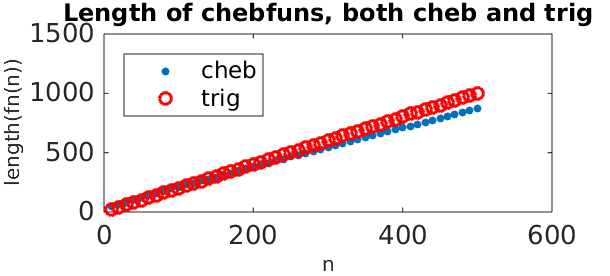 Length of chebfuns, both cheb and trig
1500
1000
500
0
length(fn(n))
cheb
trig
0
200
400
600
n